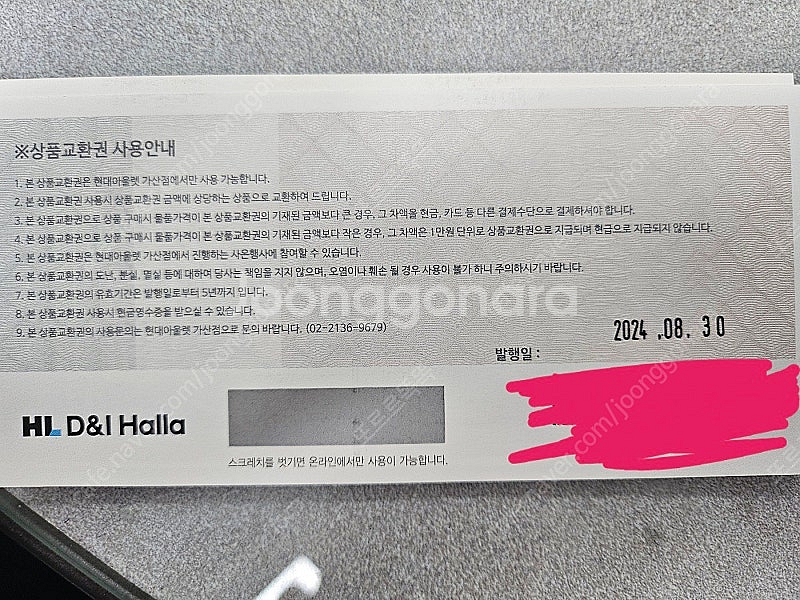 ※상품교환권 사용안내
1. 본 상품교환권은 현대아울렛 가산점에서만 사용 가능합니다.
2. 본 상품교환권 사용시 상품교환권 금액에 상당하는 상품으로 교환하여 드립니다.
3. 본 상품교환권으로 상품 구매시 물품가격이 본 상품교환권의 기재된 금액보다 큰 경우, 그 차액을 현금, 카드 등 다른 결제수단으로 결제하셔야 합니다.
4. 본 상품교환권으로 상품 구매시 물품가격이 본 상품교환권의 기재된 금액보다 작은 경우, 그 차액은 1만원 단위로 상품교환권으로 지급되며 현금으로 지급되지 않습니다.
5. 본 상품교환권은 현대아울렛 가산점에서 진행하는 사은행사에 참여할 수 있습니다.
6. 본 상품교환권의 도난, 분실, 멸실 등에 대하여 당사는 책임을 지지 않으며, 오염이나 훼손 될 경우 사용이 불가 하니 주의하시기 바랍니다.
7. 본 상품교환권의 유효기간은 발행일로부터 5년까지 입니다.
8. 본 상품교환권 사용시 현금영수증을 받으실 수 있습니다.
9. 본 상품교환권의 사용문의는 현대아울렛 가산점으로 문의 바랍니다. (02-2136-9679)
joonggonara
발행일 : 2024 .08. 30
HL D&I Halla
스크레치를 벗기면 온라인에서만 사용이 가능합니다.